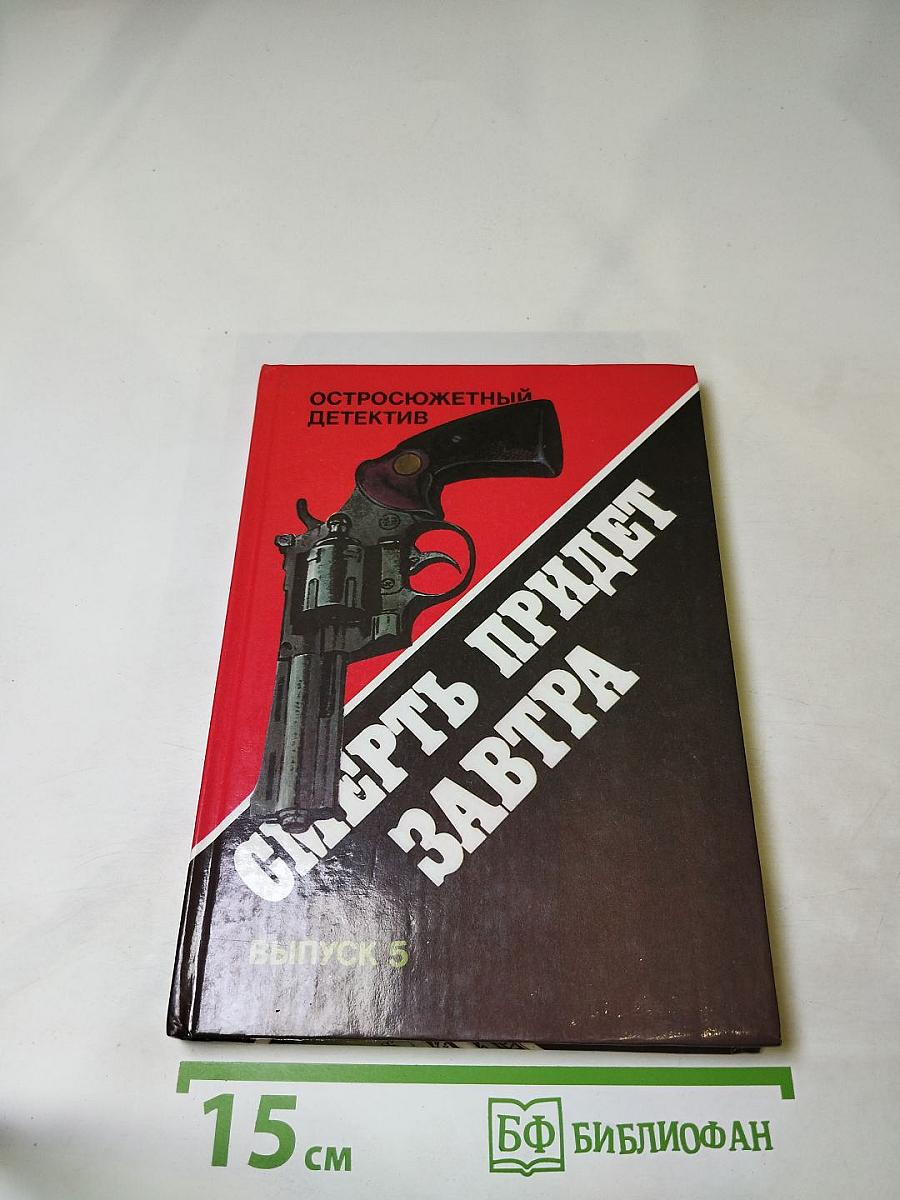 ОСТРОСЮЖЕТНЫЙ
ДЕТЕКТИВ
СМЕРТЬ ПРИДЕТ
ЗАВТРА
ВЫПУСК 5
15 см
БФ БИБЛИОФАН